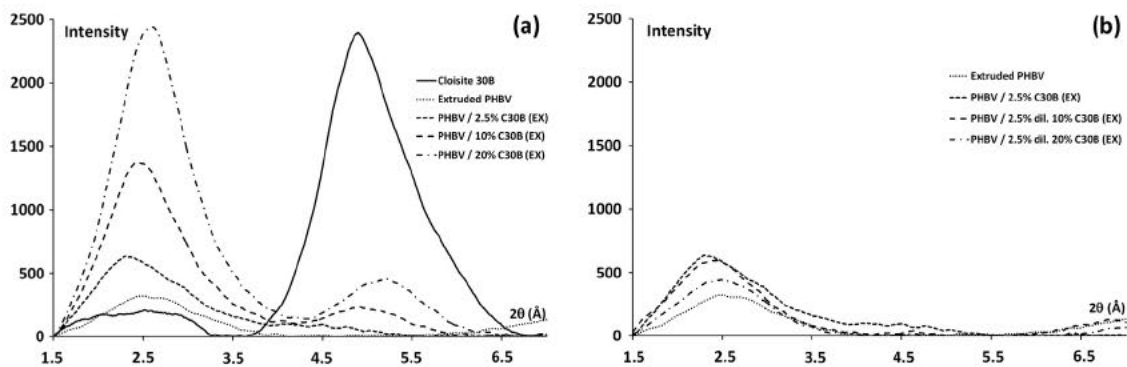 (a)
Intensity
2500
2000
1500
1000
500
0
Cloisite 30B
Extruded PHBV
PHBV / 2.5% C30B (EX)
PHBV / 10% C30B (EX)
PHBV / 20% C30B (EX)
2θ (Å)
1.5 2.5 3.5 4.5 5.5 6.5
(b)
Intensity
2500
2000
1500
1000
500
0
Extruded PHBV
PHBV / 2.5% C30B (EX)
PHBV / 2.5% dil. 10% C30B (EX)
PHBV / 2.5% dil. 20% C30B (EX)
2θ (Å)
1.5 2.5 3.5 4.5 5.5 6.5